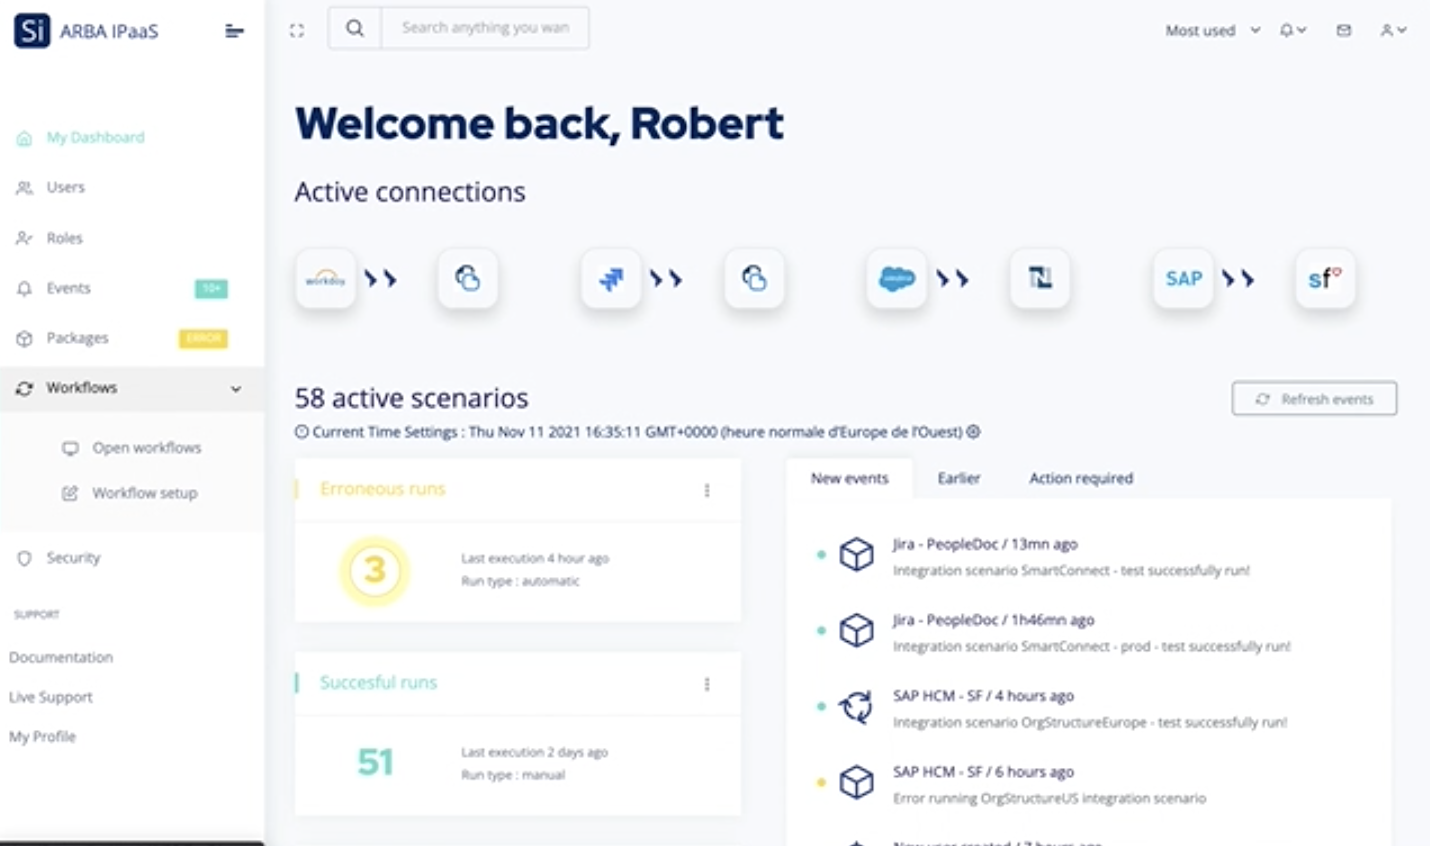 Si ARBA IPaaS
Search anything you wan
Most used
My Dashboard
Users
Roles
Events 10+
Packages ERROR
Workflows
Open workflows
Workflow setup
Security
SUPPORT
Documentation
Live Support
My Profile
Welcome back, Robert
Active connections
workday
SAP
sf
58 active scenarios
Refresh events
Current Time Settings : Thu Nov 11 2021 16:35:11 GMT+0000 (heure normale d'Europe de l'Ouest)
Erroneous runs
3
Last execution 4 hour ago
Run type : automatic
Succesful runs
51
Last execution 2 days ago
Run type : manual
New events
Earlier
Action required
Jira - PeopleDoc / 13mn ago
Integration scenario SmartConnect - test successfully run!
Jira - PeopleDoc / 1h46mn ago
Integration scenario SmartConnect - prod - test successfully run!
SAP HCM - SF / 4 hours ago
Integration scenario OrgStructureEurope - test successfully run!
SAP HCM - SF / 6 hours ago
Error running OrgStructureUS integration scenario